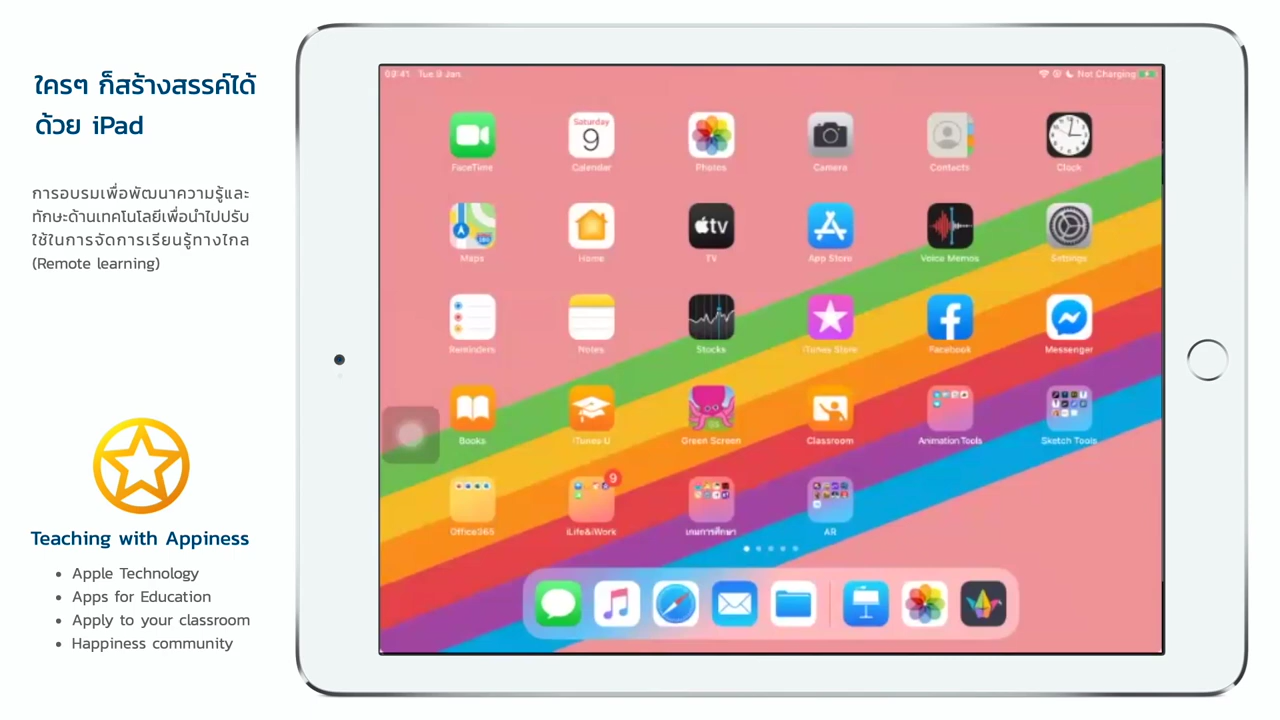 ใครๆ ก็สร้างสรรค์ได้
ด้วย iPad
การอบรมเพื่อพัฒนาความรู้และ
ทักษะด้านเทคโนโลยีเพื่อนำไปปรับ
ใช้ในการจัดการเรียนรู้ทางไกล
(Remote learning)
Teaching with Appiness
• Apple Technology
• Apps for Education
• Apply to your classroom
• Happiness community
09:41 Tue 9 Jan Not Charging
Saturday
9
FaceTime Calendar Photos Camera Contacts Clock
tv
Maps Home TV App Store Voice Memos Settings
Reminders Notes Stocks iTunes Store Facebook Messenger
Books iTunes U Green Screen Classroom Animation Tools Sketch Tools
9
Office365 iLife&iWork เกมการศึกษา AR